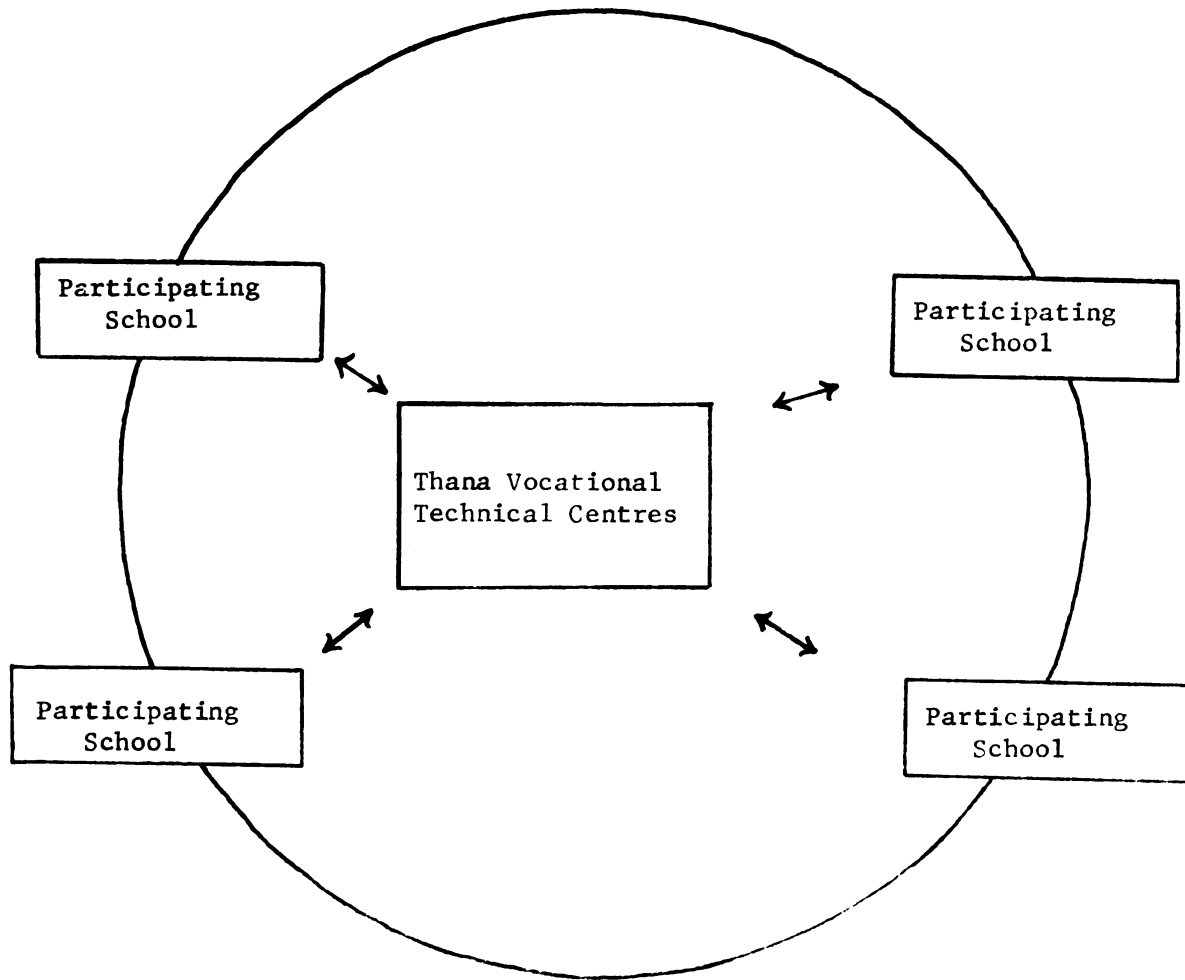 Participating
School
Participating
School
Thana Vocational
Technical Centres
Participating
School
Participating
School